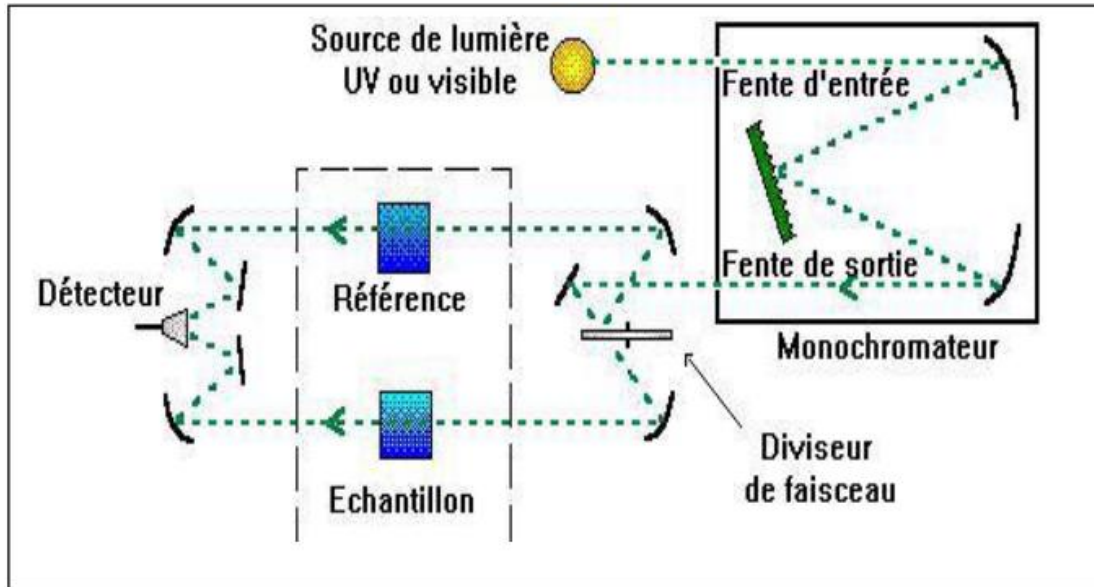 Source de lumière
UV ou visible
Fente d'entrée
Fente de sortie
Détecteur
Référence
Monochromateur
Echantillon
Diviseur
de faisceau